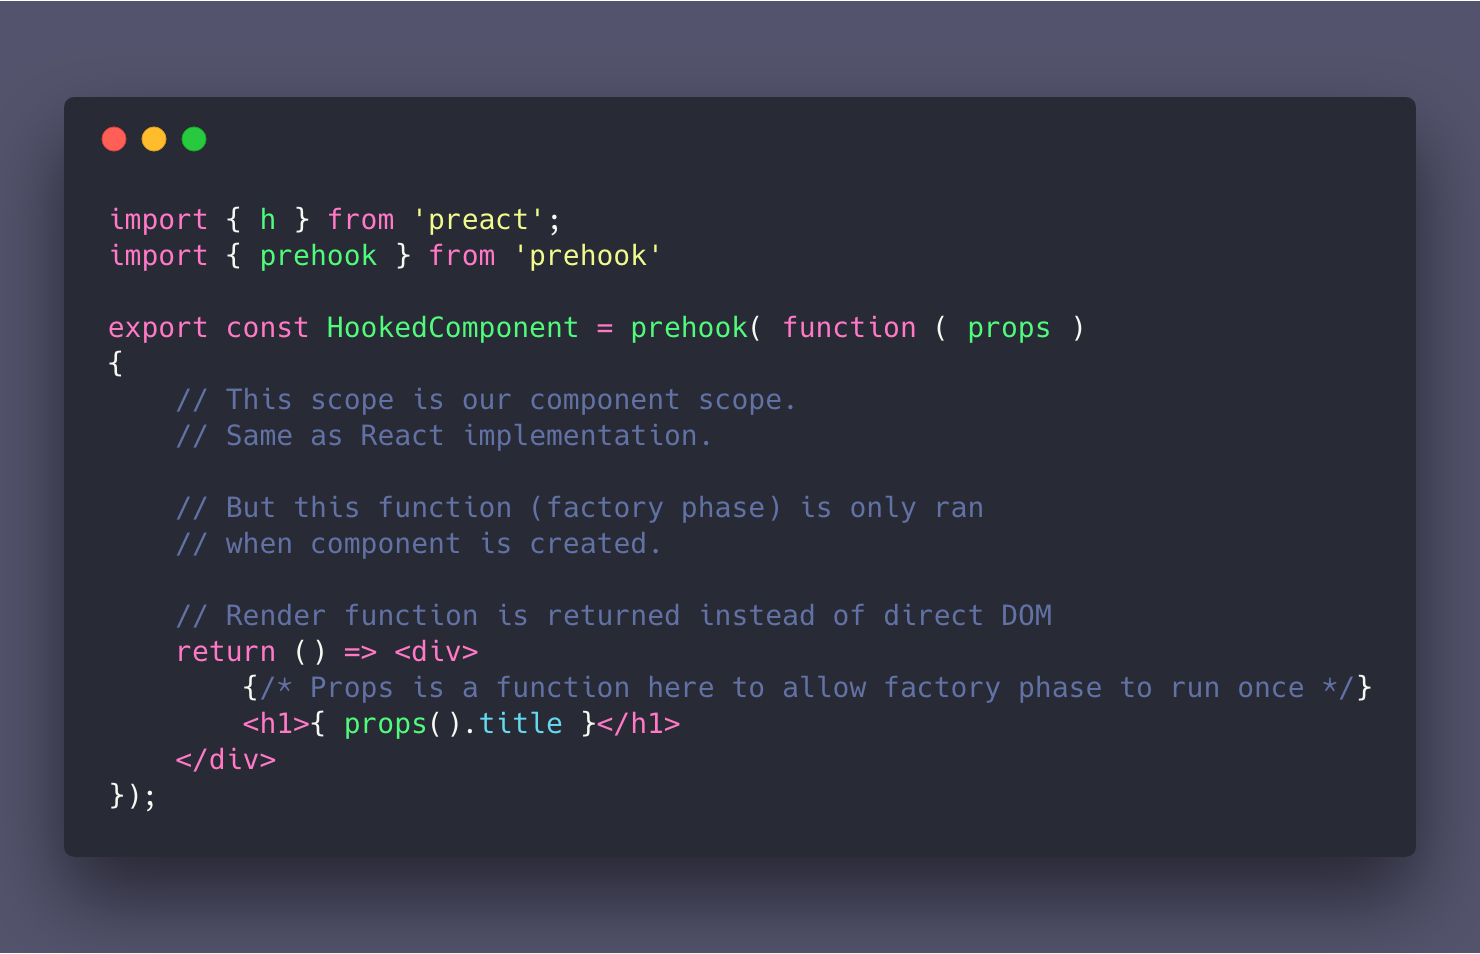 import { h } from 'preact';
import { prehook } from 'prehook'

export const HookedComponent = prehook( function ( props )
{
    // This scope is our component scope.
    // Same as React implementation.

    // But this function (factory phase) is only ran
    // when component is created.

    // Render function is returned instead of direct DOM
    return () => <div>
        {/* Props is a function here to allow factory phase to run once */}
        <h1>{ props().title }</h1>
    </div>
});